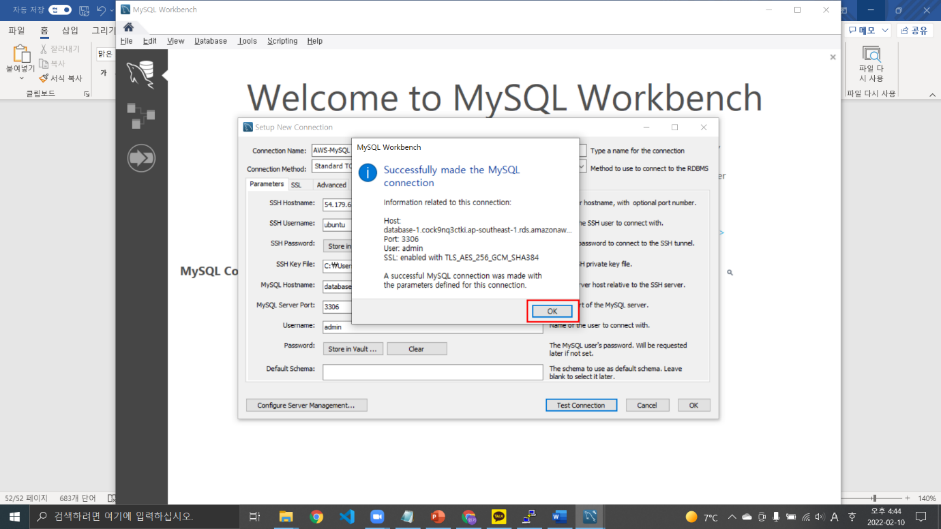 자동 저장
MySQL Workbench
파일 홈 삽입 그리기
File Edit View Database Tools Scripting Help
메모 공유
붙여넣기
잘라내기
복사
서식 복사
클립보드
맑은
가
파일 다
시 사용
파일 다시 사용
Welcome to MySQL Workbench
Setup New Connection
Connection Name: AWS-MySQL Type a name for the connection
Connection Method: Standard TC Method to use to connect to the RDBMS
Parameters SSL Advanced
SSH Hostname: 54.179.6 hostname, with optional port number.
SSH Username: ubuntu the SSH user to connect with.
SSH Password: Store in password to connect to the SSH tunnel.
SSH Key File: C:₩User private key file.
MySQL Hostname: database server host relative to the SSH server.
MySQL Server Port: 3306 of the MySQL server.
Username: admin Name of the user to connect with.
Password: Store in Vault ... Clear The MySQL user's password. Will be requested
later if not set.
Default Schema: The schema to use as default schema. Leave
blank to select it later.
Configure Server Management... Test Connection Cancel OK
MySQL Workbench
Successfully made the MySQL
connection
Information related to this connection:
Host:
database-1.cock9nq3ctki.ap-southeast-1.rds.amazonaw...
Port: 3306
User: admin
SSL: enabled with TLS_AES_256_GCM_SHA384
A successful MySQL connection was made with
the parameters defined for this connection.
OK
MySQL Co
52/52 페이지 683개 단어 140%
검색하려면 여기에 입력하십시오.
7°C
A
오후 4:44
2022-02-10